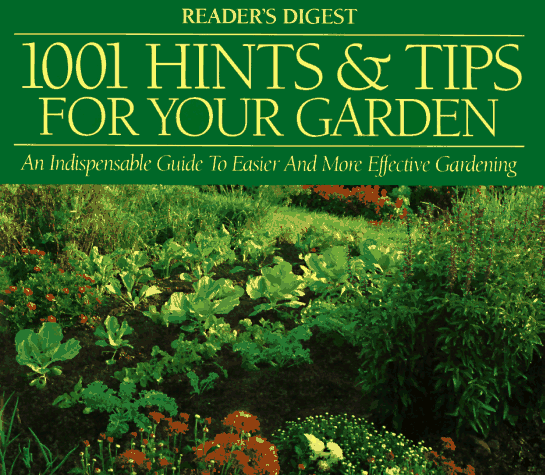 READER'S DIGEST
1001 HINTS & TIPS
FOR YOUR GARDEN
An Indispensable Guide To Easier And More Effective Gardening